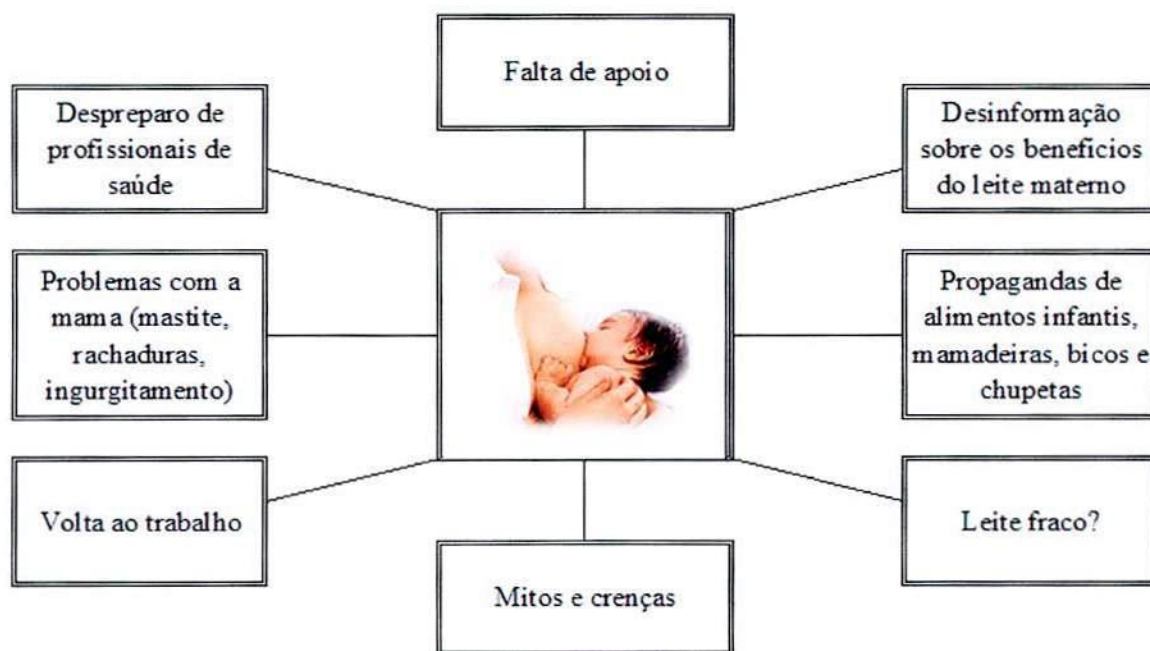 Falta de apoio
Despreparo de
profissionais de
saúde
Desinformação
sobre os benefícios
do leite materno
Problemas com a
mama (mastite,
rachaduras,
ingurgitamento)
Propagandas de
alimentos infantis,
mamadeiras, bicos e
chupetas
Volta ao trabalho
Leite fraco?
Mitos e crenças